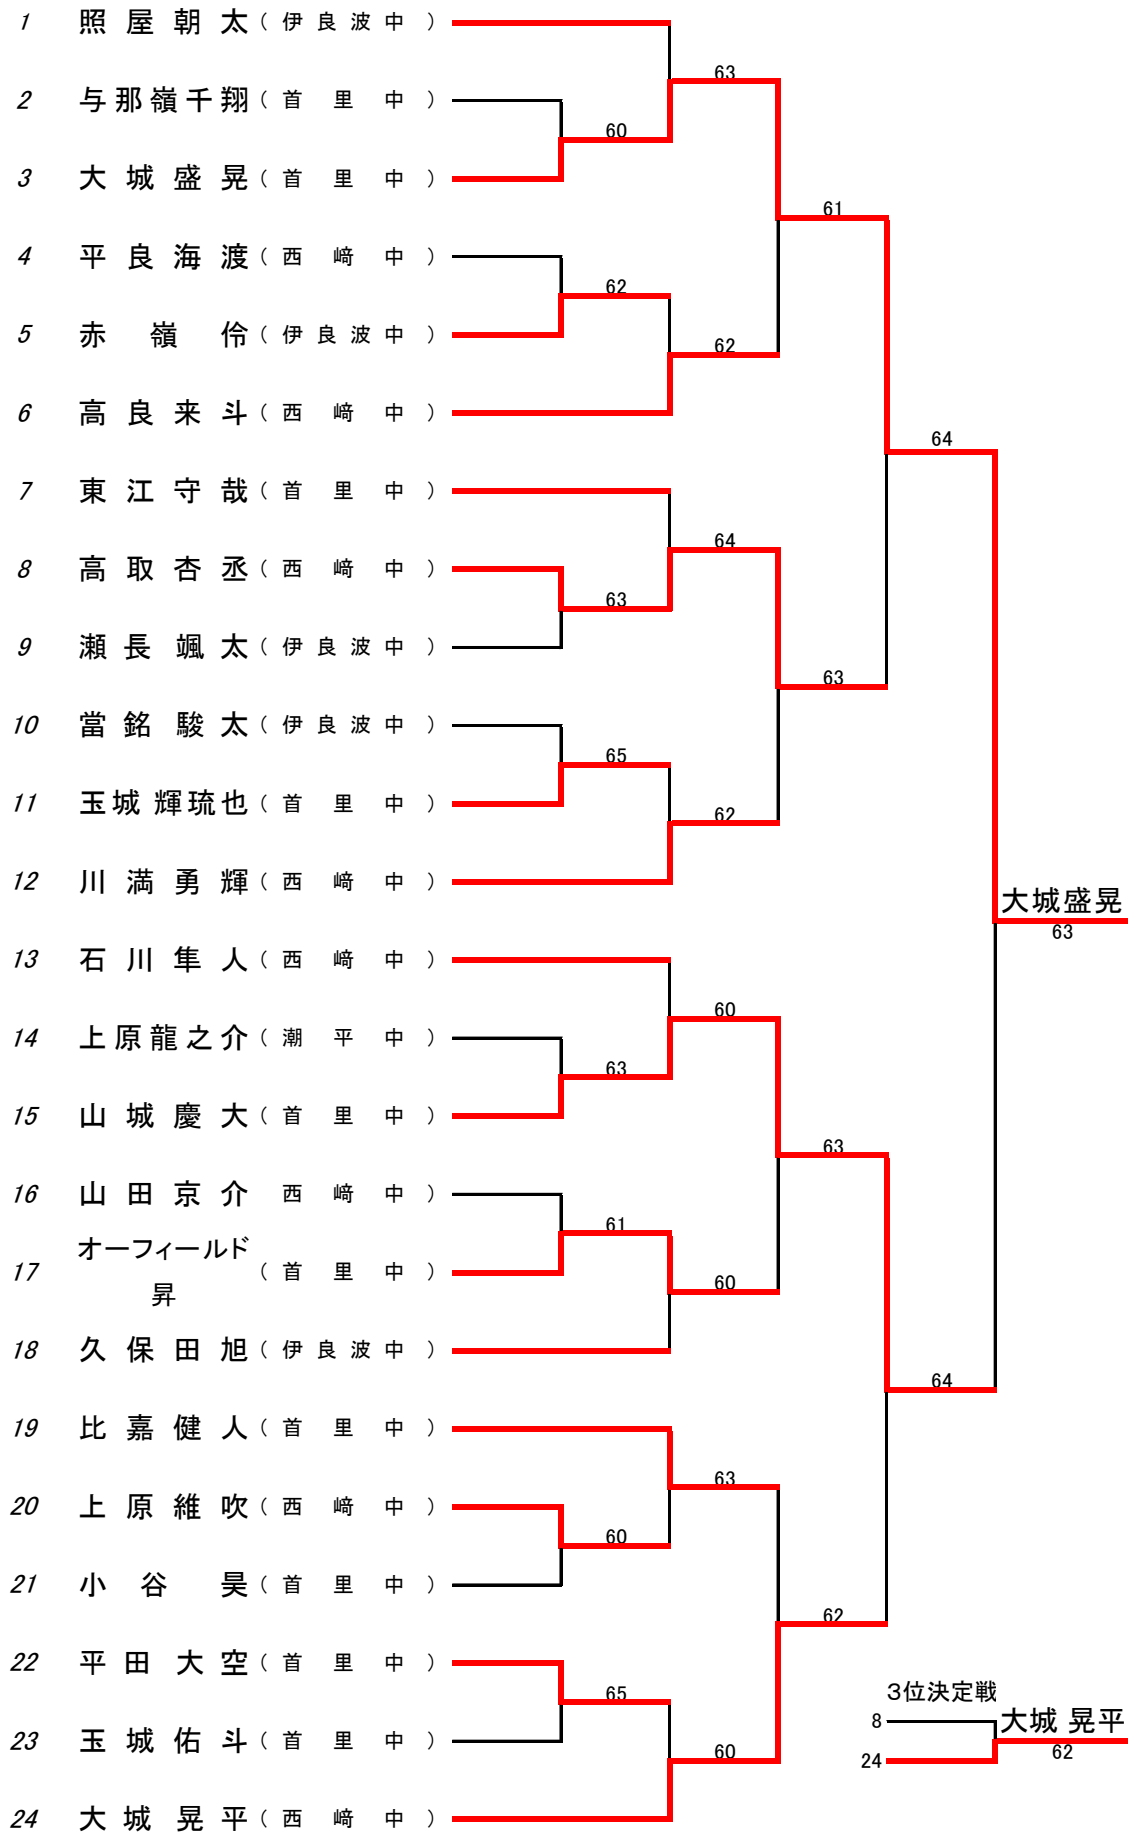 1 照屋朝太(伊良波中)
63
2 与那嶺千翔(首里中)
60
3 大城盛晃(首里中)
61
4 平良海渡(西﨑中)
62
5 赤嶺伶(伊良波中)
62
6 高良来斗(西﨑中)
64
7 東江守哉(首里中)
64
8 高取杏丞(西﨑中)
63
9 瀬長颯太(伊良波中)
63
10 當銘駿太(伊良波中)
65
11 玉城輝琉也(首里中)
62
12 川満勇輝(西﨑中)
大城盛晃
63
13 石川隼人(西﨑中)
60
14 上原龍之介(潮平中)
63
15 山城慶大(首里中)
63
16 山田京介 西﨑中)
61
オーフィールド
17 (首里中)
昇
60
18 久保田旭(伊良波中)
64
19 比嘉健人(首里中)
63
20 上原維吹(西﨑中)
60
21 小谷昊(首里中)
62
22 平田大空(首里中)
65
3位決定戦
8
大城 晃平
23 玉城佑斗(首里中)
60
24
62
24 大城晃平(西﨑中)